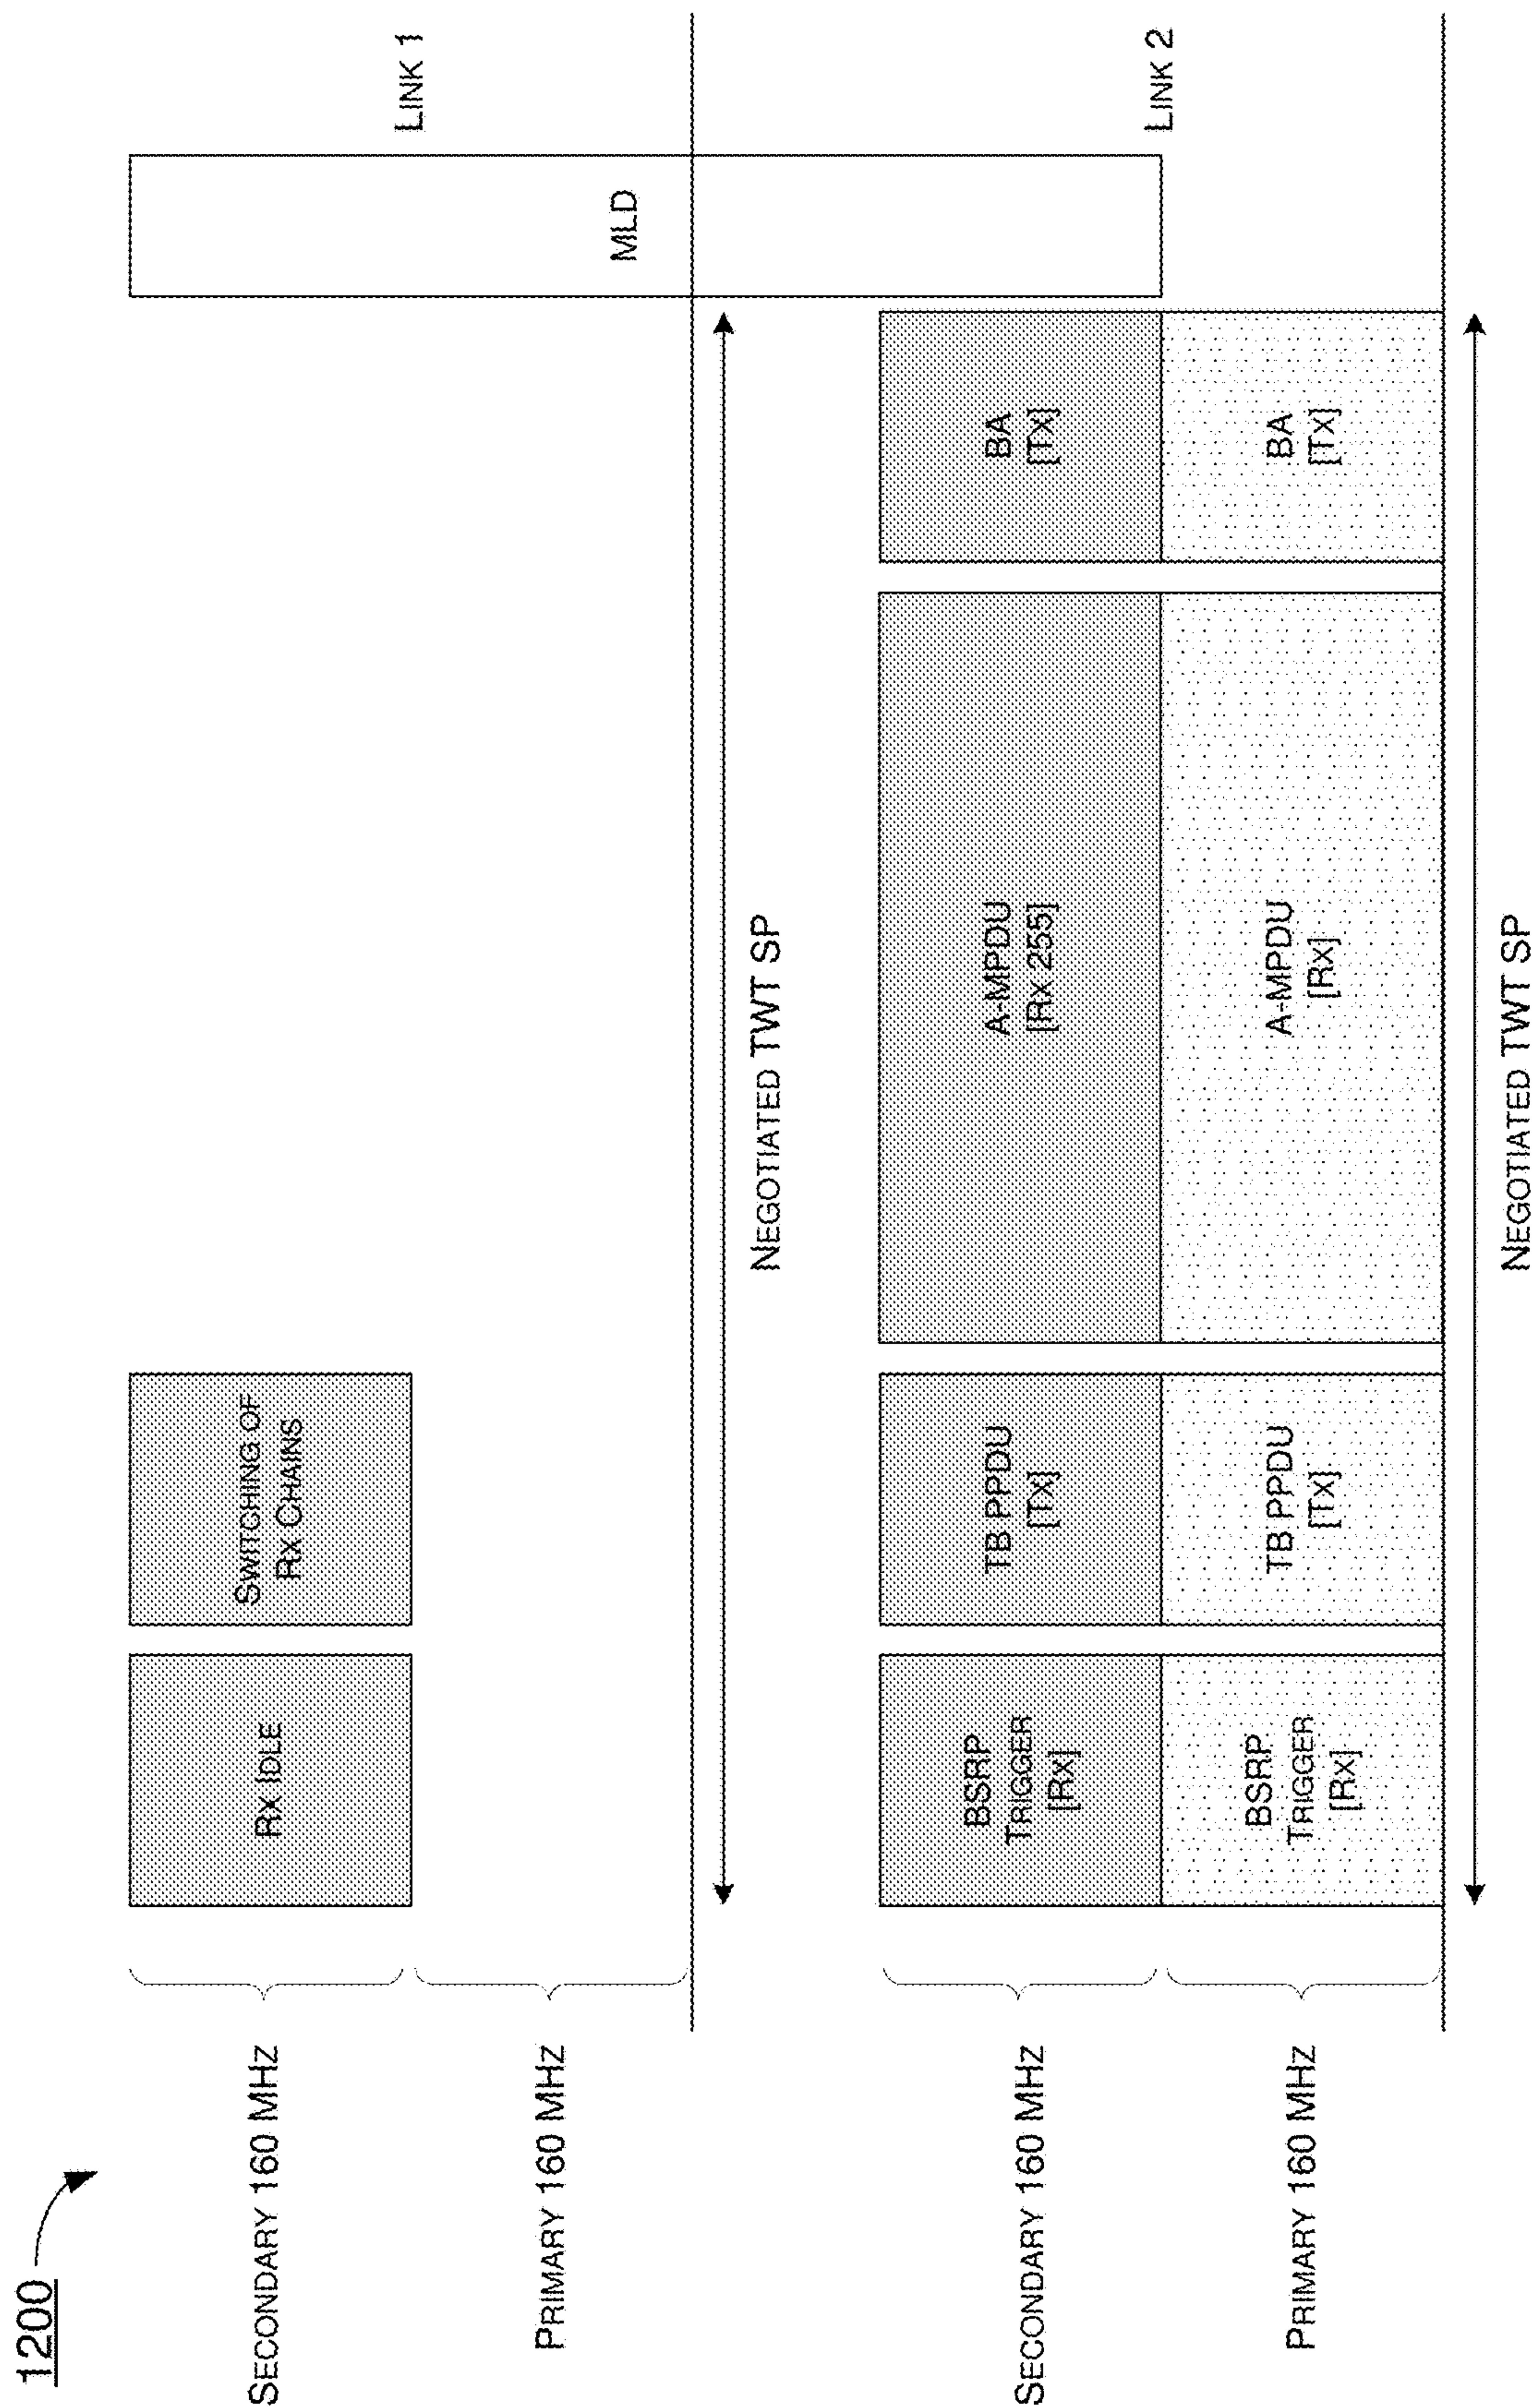 1200
SECONDARY 160 MHZ
RX IDLE
SWITCHING OF
RX CHAINS
LINK 1
PRIMARY 160 MHZ
MLD
NEGOTIATED TWT SP
SECONDARY 160 MHZ
BSRP
TRIGGER
[RX]
TB PPDU
[TX]
A-MPDU
[RX 255]
BA
[TX]
LINK 2
PRIMARY 160 MHZ
BSRP
TRIGGER
[RX]
TB PPDU
[TX]
A-MPDU
[RX]
BA
[TX]
NEGOTIATED TWT SP